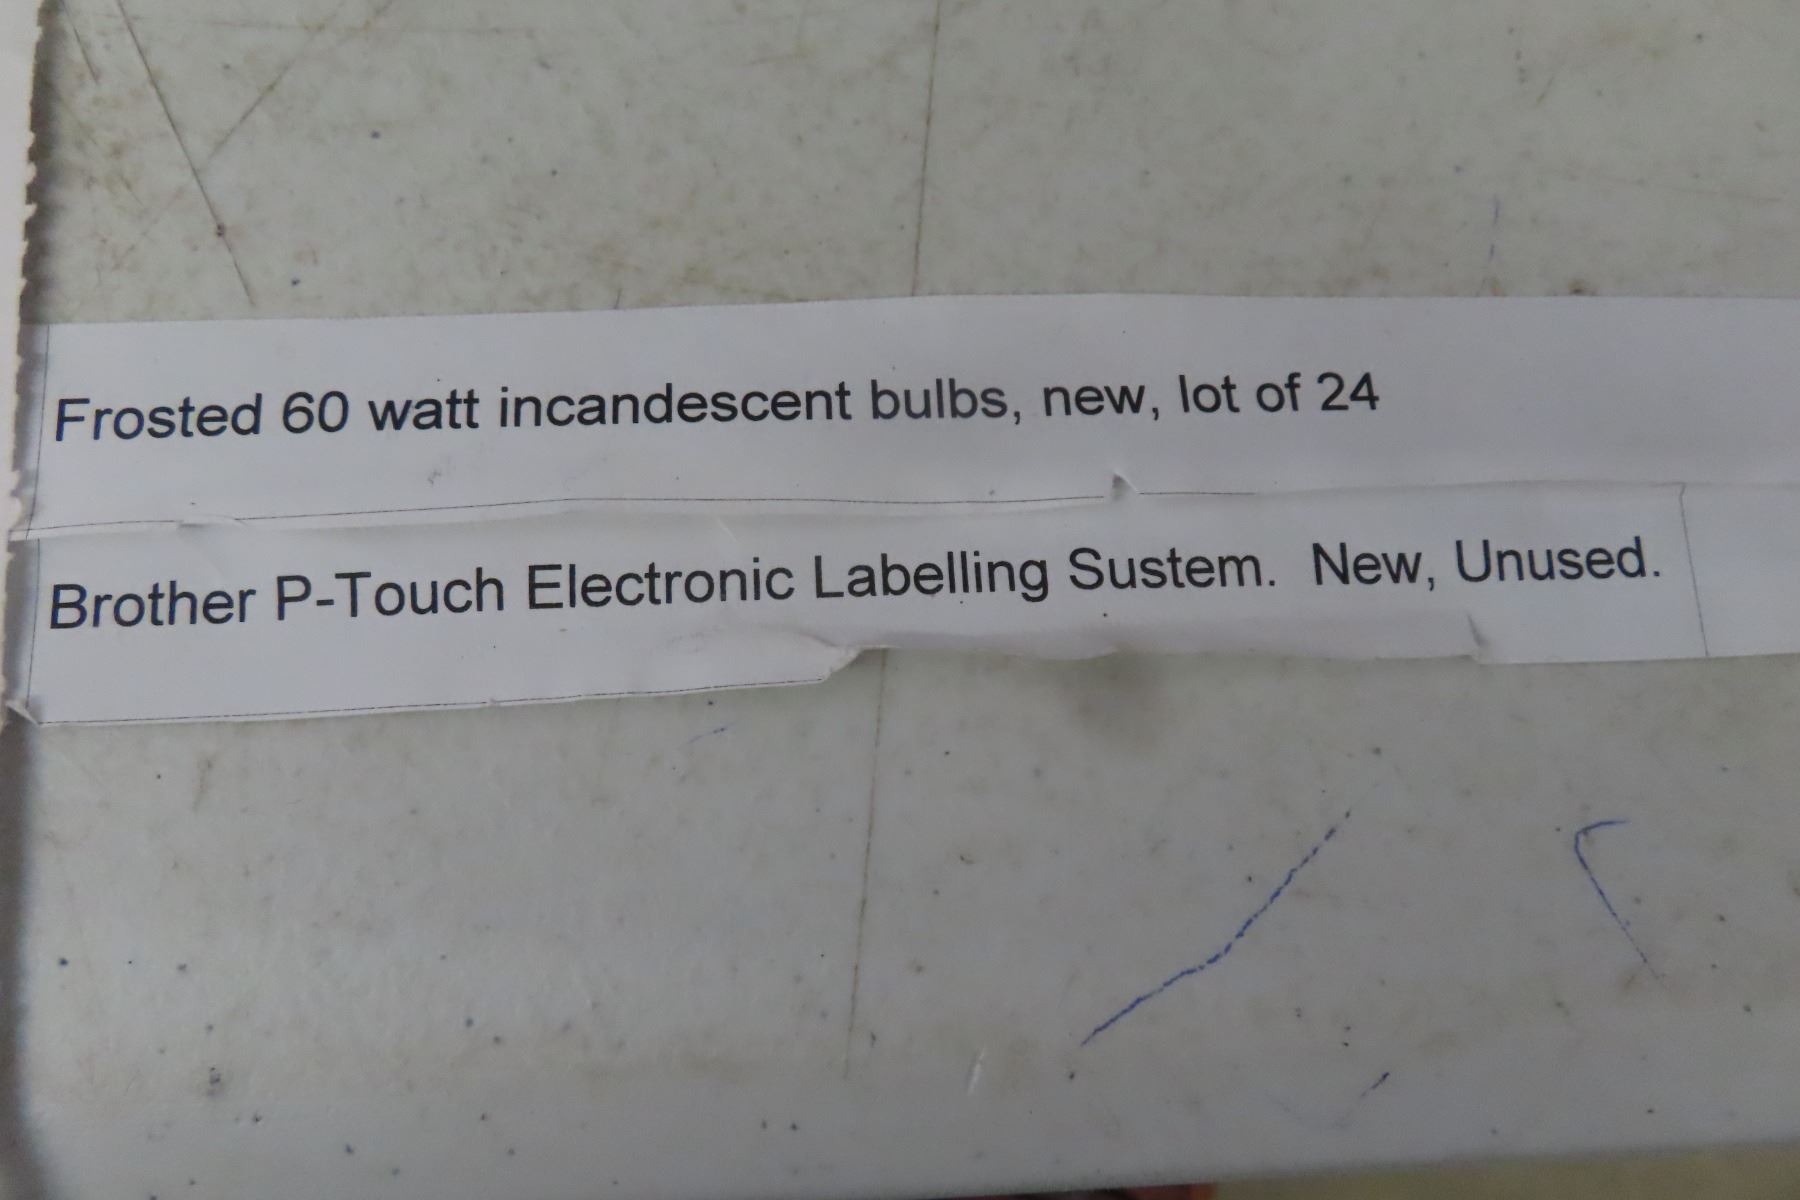 Frosted 60 watt incandescent bulbs, new, lot of 24
Brother P-Touch Electronic Labelling Sustem.  New, Unused.